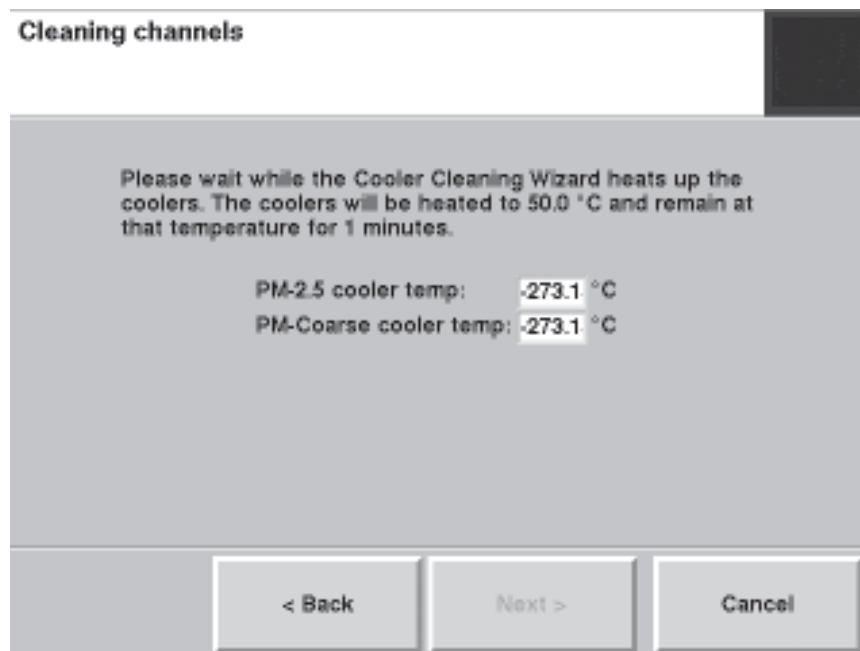 Cleaning channels
Please wait while the Cooler Cleaning Wizard heats up the
coolers. The coolers will be heated to 50.0 °C and remain at
that temperature for 1 minutes.
PM-2.5 cooler temp: -273.1 °C
PM-Coarse cooler temp: -273.1 °C
< Back Next > Cancel